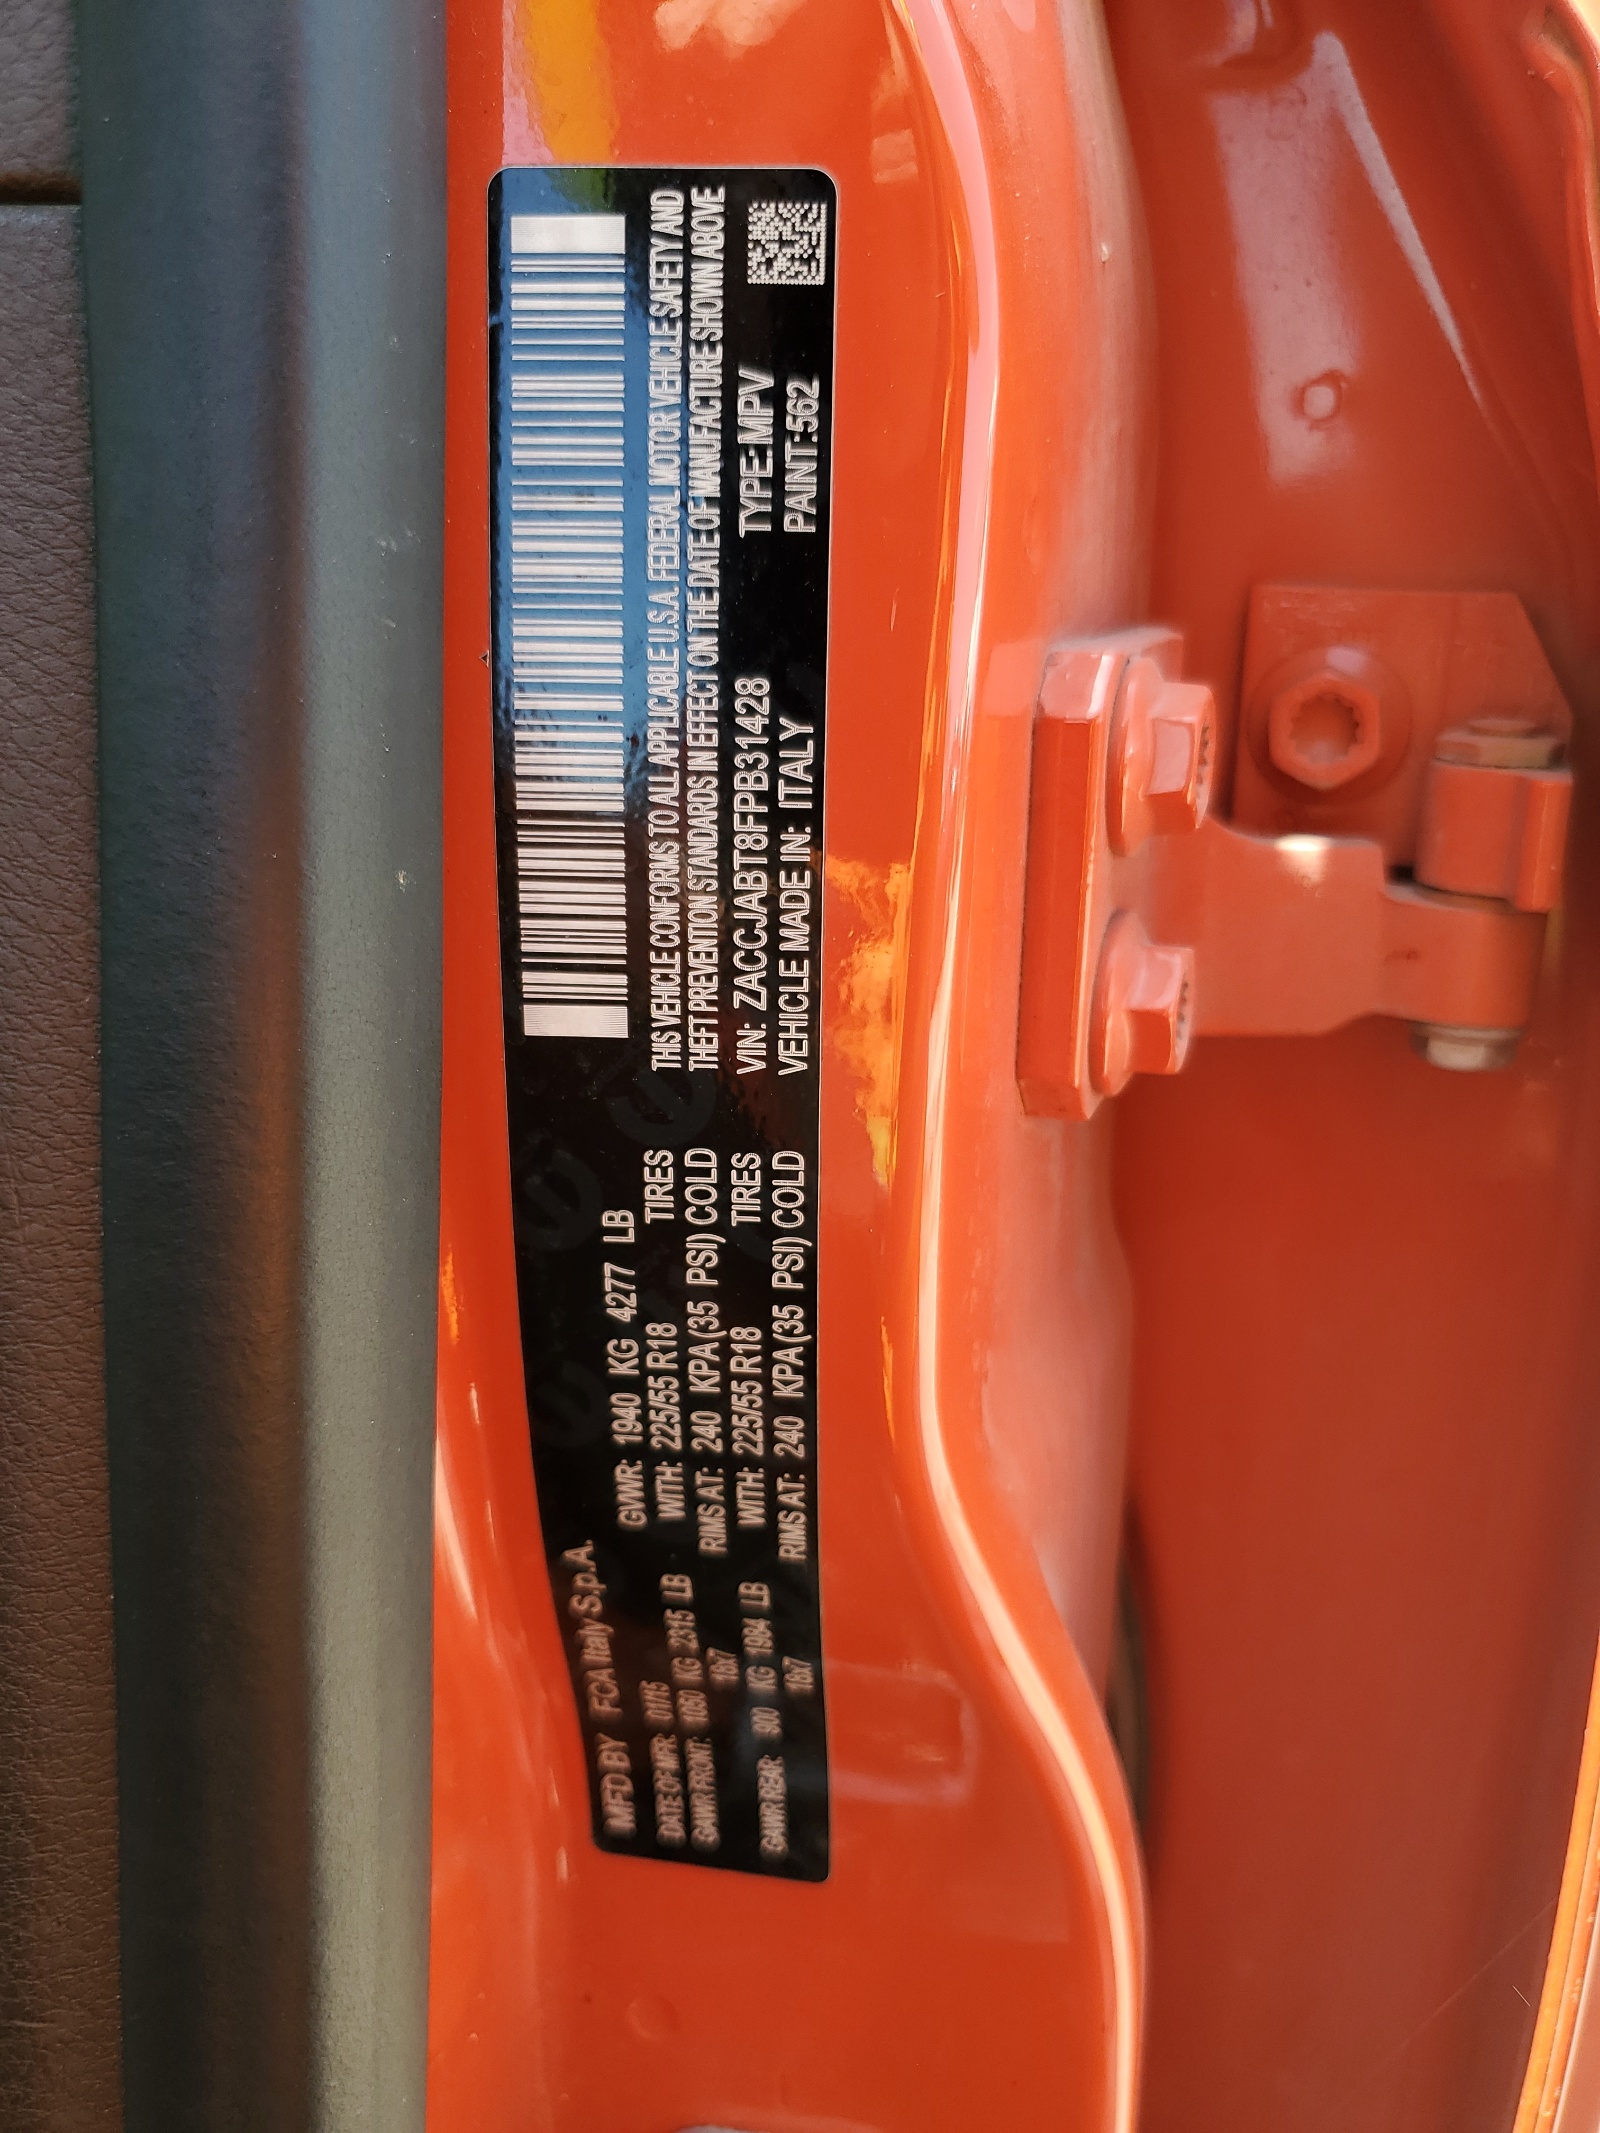 MFD BY FCA Italy S.p.A.
DATE OF MFR: 01/15 GVWR: 1940 KG 4277 LB
GAWR FRONT: 1050 KG 2315 LB WITH: 225/55 R18 TIRES
18x7 RIMS AT: 240 KPA (35 PSI) COLD
GAWR REAR: 900 KG 1984 LB WITH: 225/55 R18 TIRES
18x7 RIMS AT: 240 KPA (35 PSI) COLD
THIS VEHICLE CONFORMS TO ALL APPLICABLE U.S.A. FEDERAL MOTOR VEHICLE SAFETY AND
THEFT PREVENTION STANDARDS IN EFFECT ON THE DATE OF MANUFACTURE SHOWN ABOVE
VIN: ZACCJABT8FPB31428 TYPE: MPV
VEHICLE MADE IN: ITALY PAINT: 562